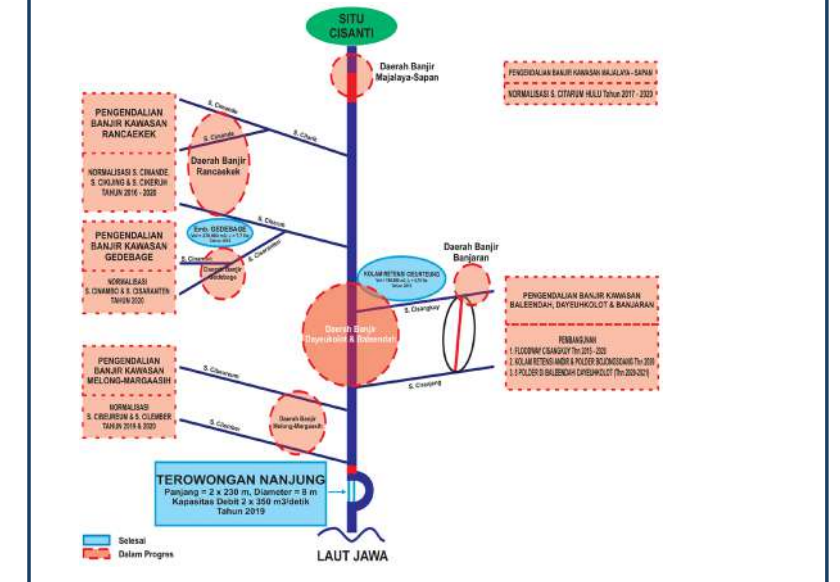 SITU
CISANTI
Daerah Banjir
Majalaya-Sapan
PENGENDALIAN BANJIR KAWASAN MAJALAYA - SAPAN
NORMALISASI S. CITARUM HULU Tahun 2017 - 2020
PENGENDALIAN
BANJIR KAWASAN
RANCAEKEK
NORMALISASI S. CIMANDE,
S. CIKIJING & S. CIKERUH
TAHUN 2016 - 2020
S. Cimande
S. Cimande
S. Citarik
Daerah Banjir
Rancaekek
PENGENDALIAN
BANJIR KAWASAN
GEDEBAGE
NORMALISASI
S. CINAMBO & S. CISARANTEN
TAHUN 2020
Emb. GEDEBAGE
S. Cisaranten
Daerah Banjir
Gedebage
KOLAM RETENSI CIEUNTEUNG
Daerah Banjir
Banjaran
S. Cisangkuy
Daerah Banjir
Dayeukolot & Baleendah
PENGENDALIAN BANJIR KAWASAN
BALEENDAH, DAYEUHKOLOT & BANJARAN
PEMBANGUNAN
1. FLOODWAY CISANGKUY Thn 2015 - 2020
2. KOLAM RETENSI ANDIR & POLDER BOJONGSOANG Thn 2020
3. 5 POLDER DI BALEENDAH DAYEUHKOLOT (Thn 2020-2021)
PENGENDALIAN
BANJIR KAWASAN
MELONG-MARGAASIH
NORMALISASI
S. CIBEUREUM & S. CILEMBER
TAHUN 2019 & 2020
S. Cibeureum
S. Cilember
Daerah Banjir
Melong-Margaasih
TEROWONGAN NANJUNG
Panjang = 2 x 230 m, Diameter = 8 m
Kapasitas Debit 2 x 350 m3/detik
Tahun 2019
Selesai
Dalam Progres
LAUT JAWA